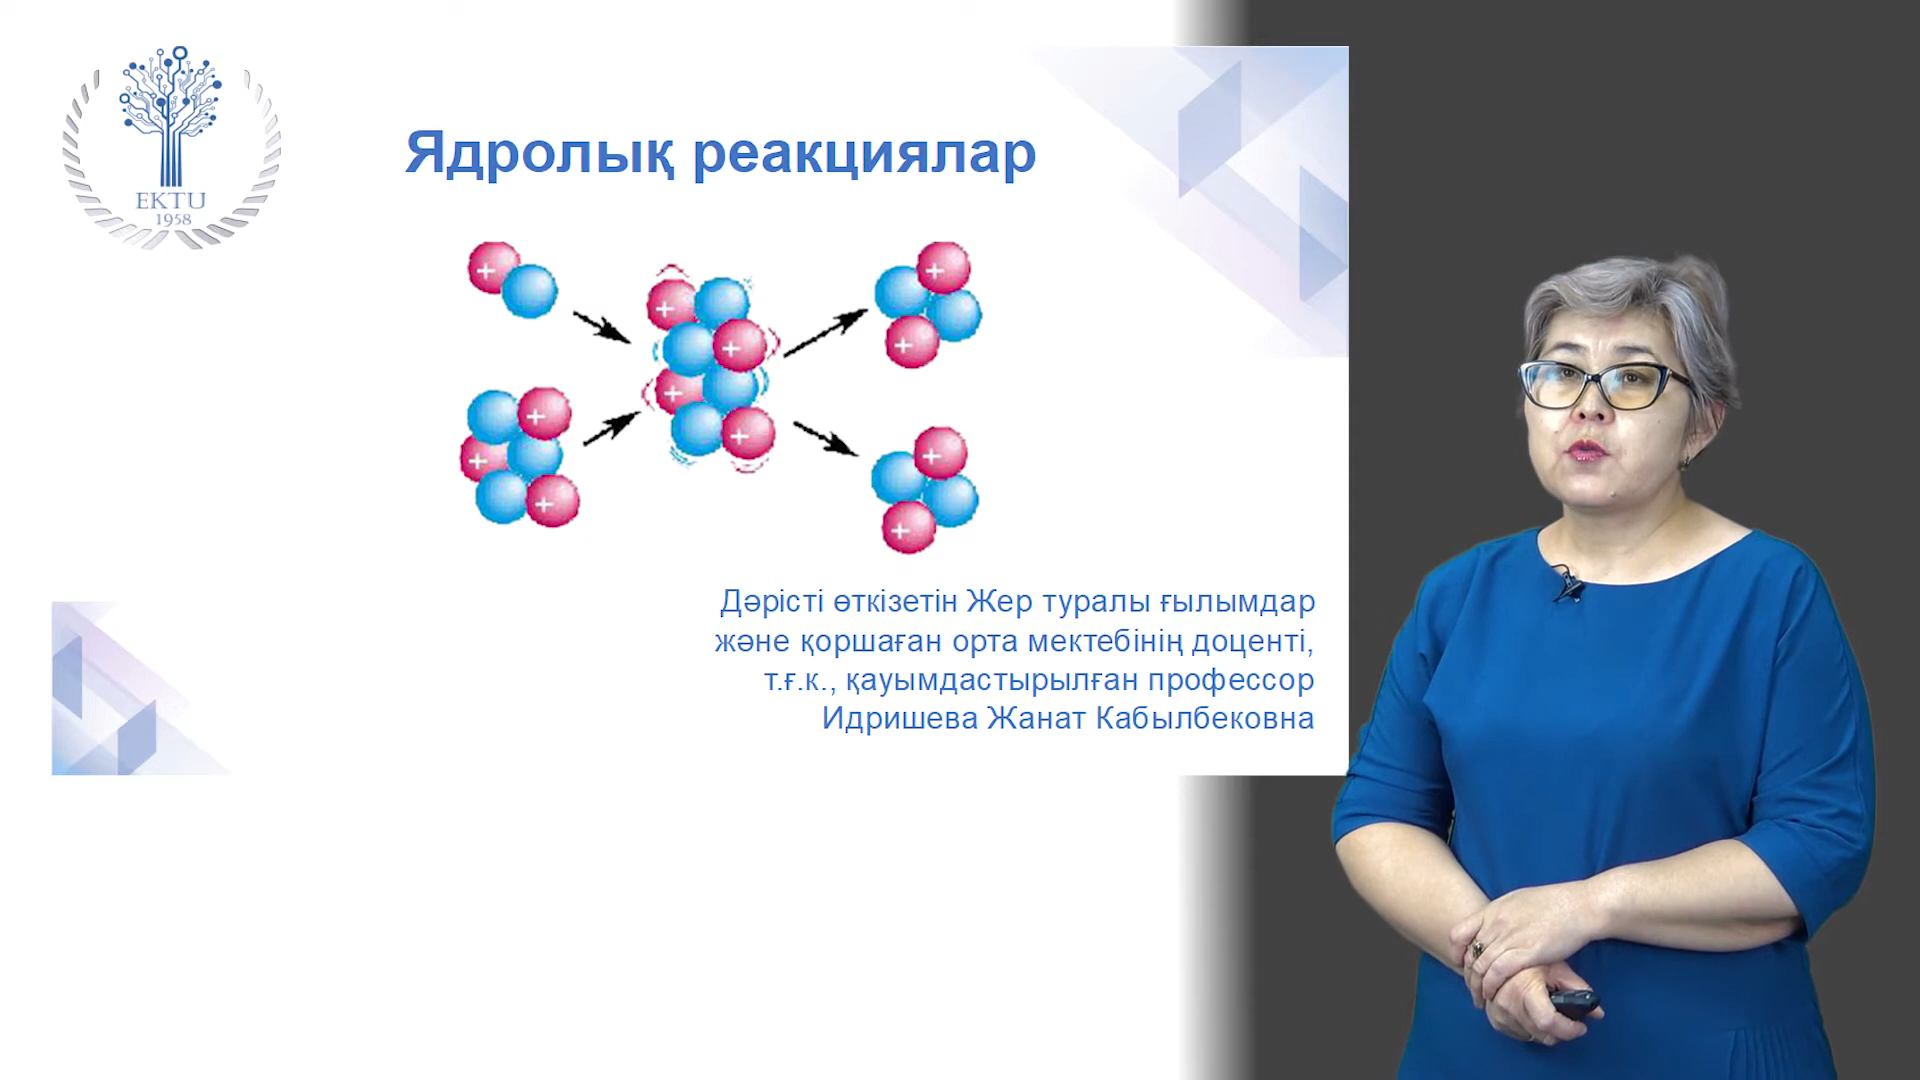 EKTU
1958
Ядролық реакциялар
Дәрісті өткізетін Жер туралы ғылымдар
және қоршаған орта мектебінің доценті,
т.ғ.к., қауымдастырылған профессор
Идришева Жанат Кабылбековна